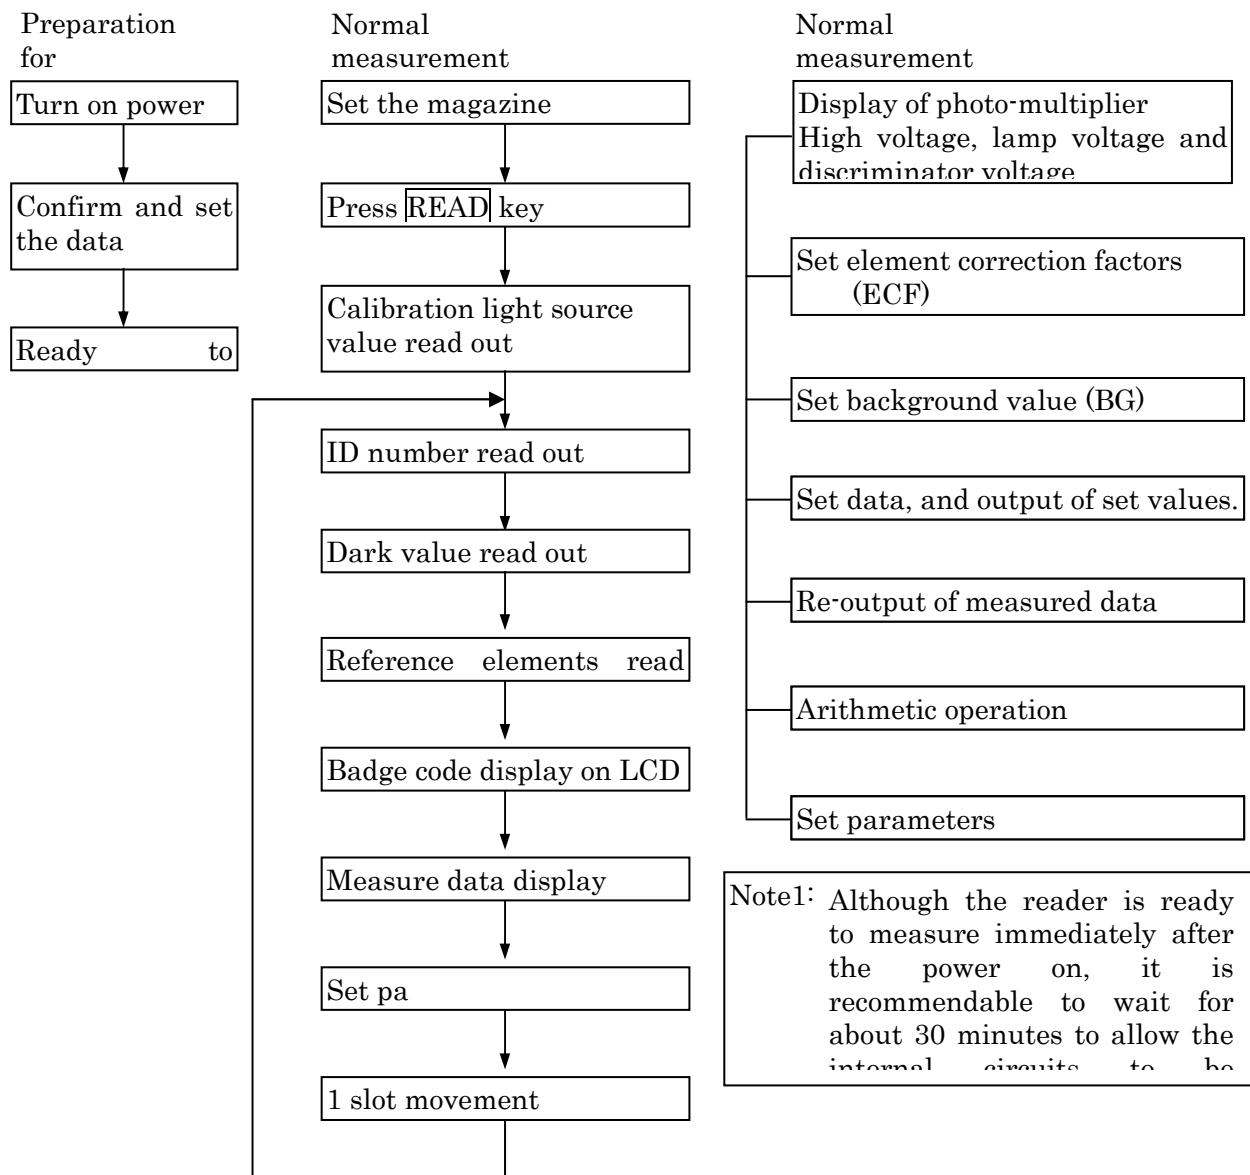 Preparation
for
Turn on power
Confirm and set
the data
Ready to
Normal
measurement
Set the magazine
Press READ key
Calibration light source
value read out
ID number read out
Dark value read out
Reference elements read
Badge code display on LCD
Measure data display
Set pa
1 slot movement
Normal
measurement
Display of photo-multiplier
High voltage, lamp voltage and
discriminator voltage
Set element correction factors
(ECF)
Set background value (BG)
Set data, and output of set values.
Re-output of measured data
Arithmetic operation
Set parameters
Note1: Although the reader is ready
to measure immediately after
the power on, it is
recommendable to wait for
about 30 minutes to allow the
internal circuits to be